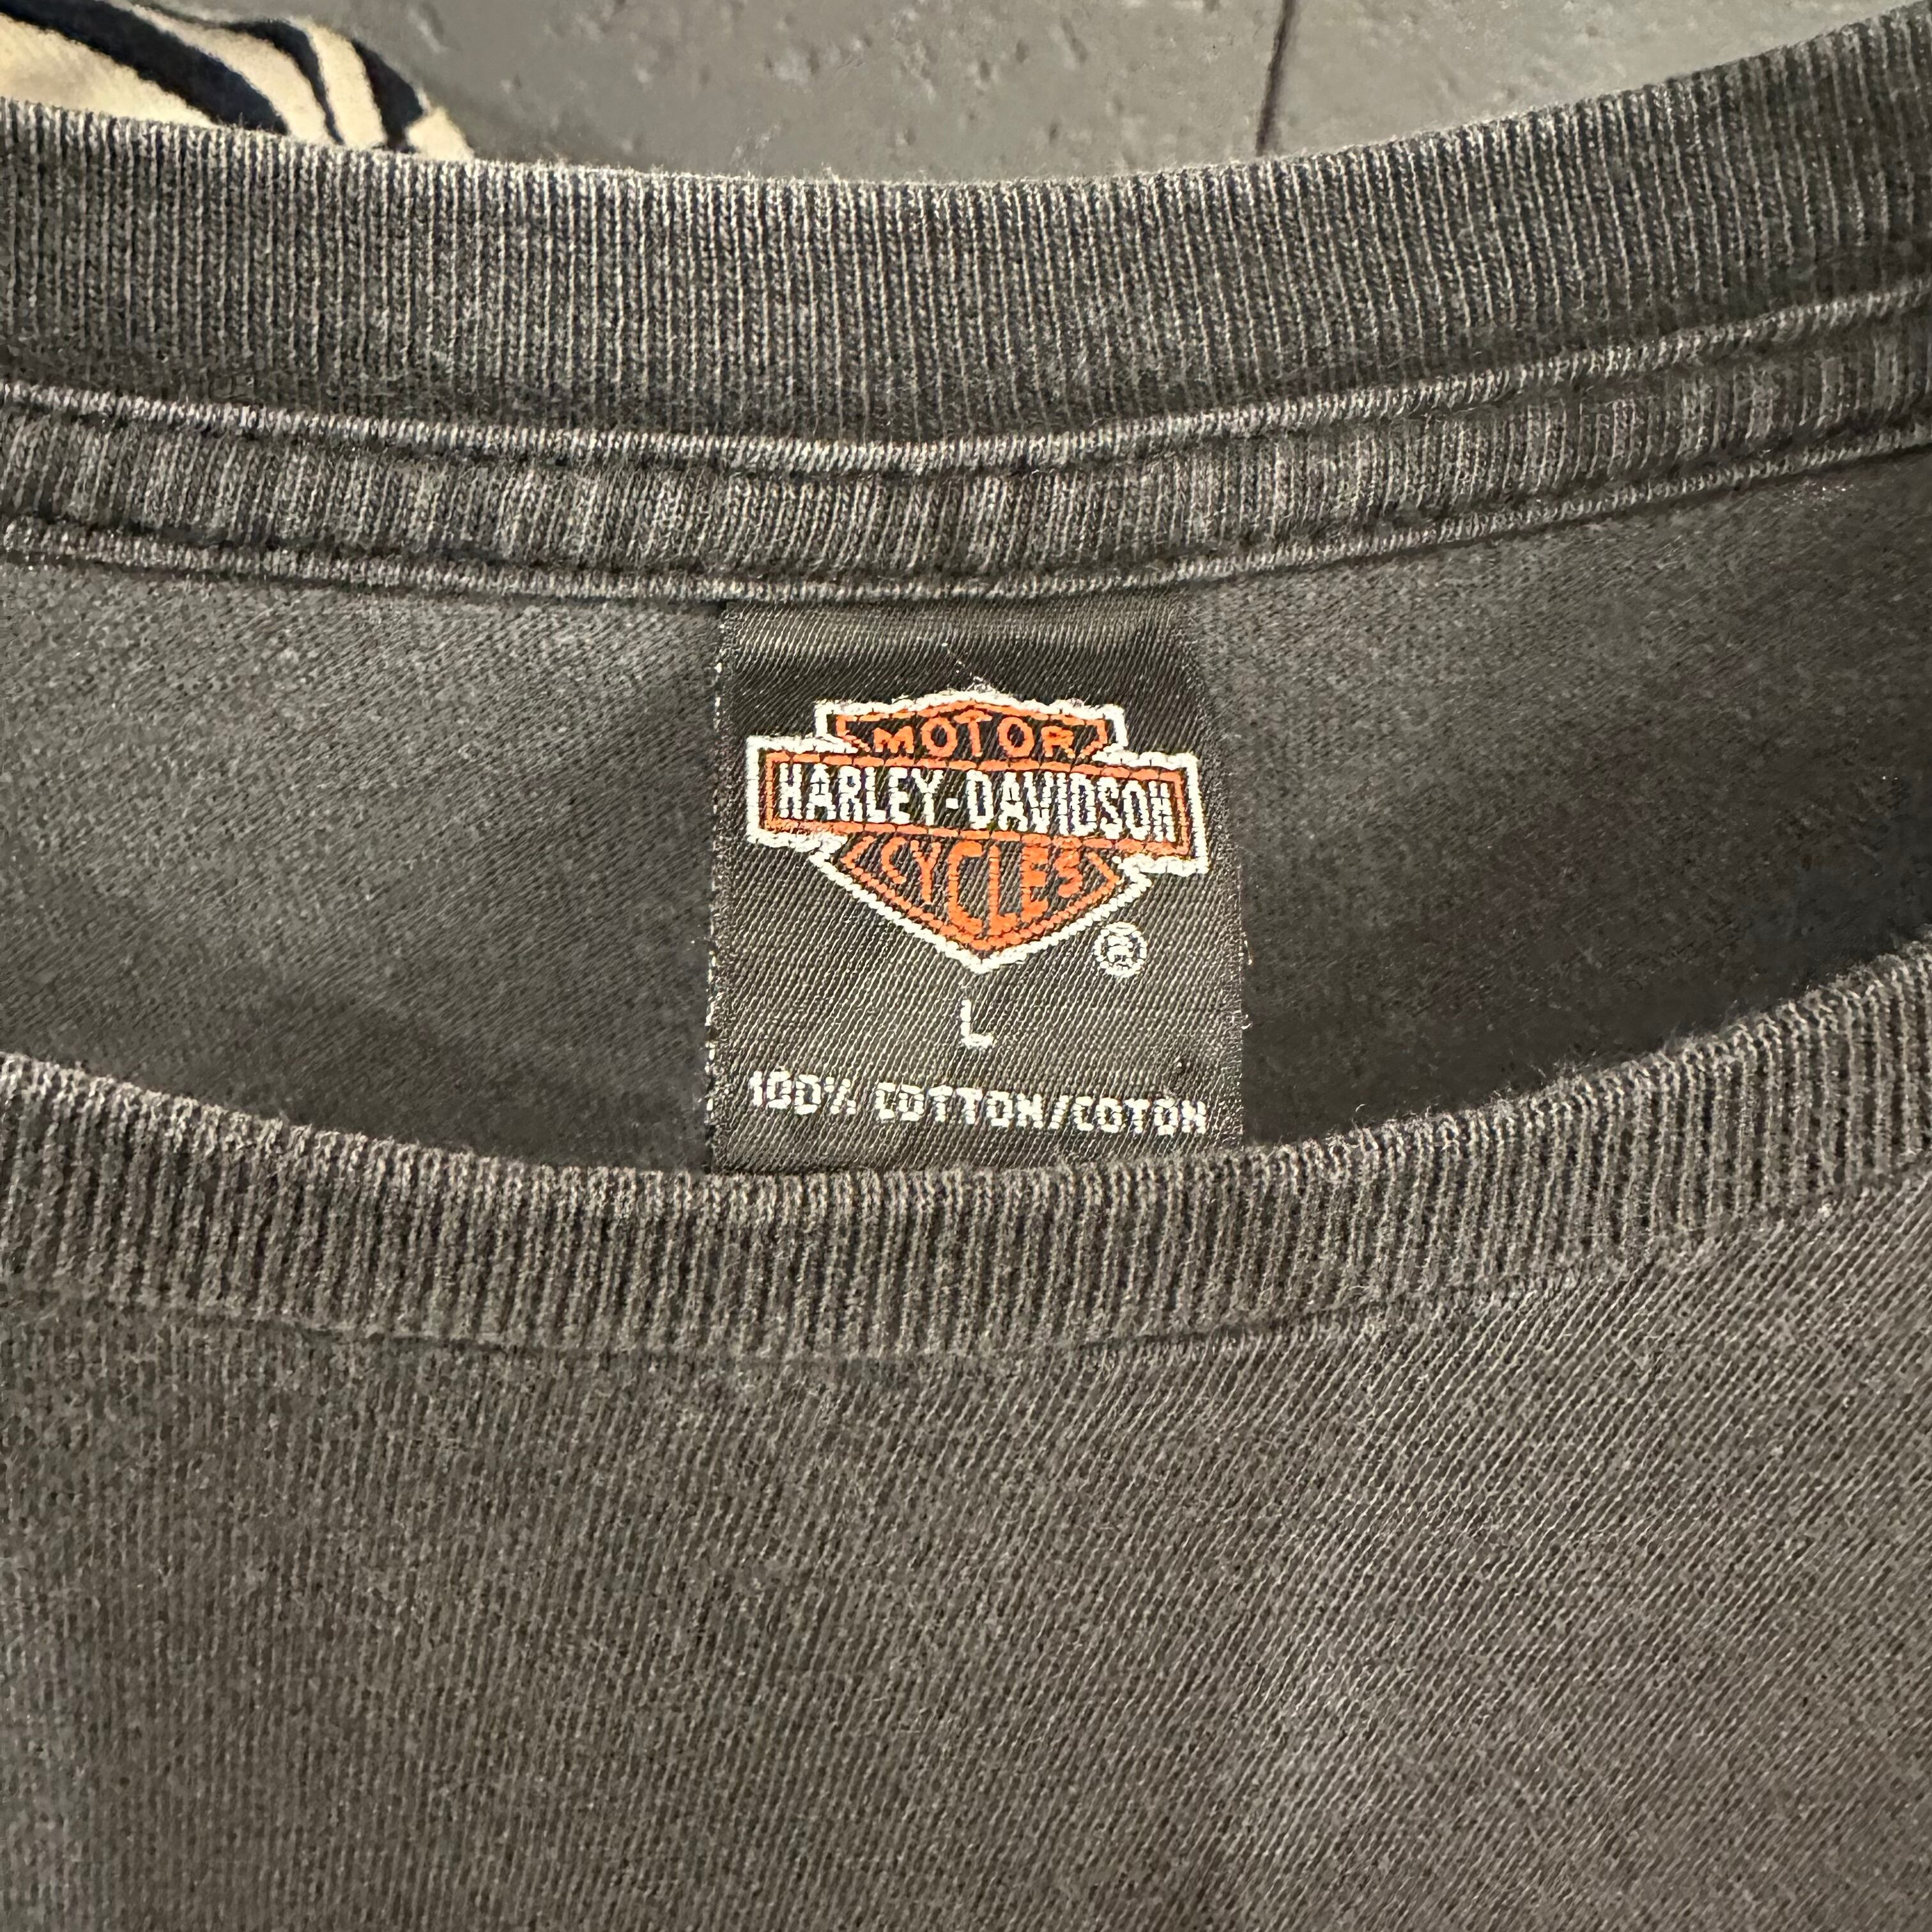 MOTOR
HARLEY-DAVIDSON
CYCLES
®
L
100% COTTON/COTON